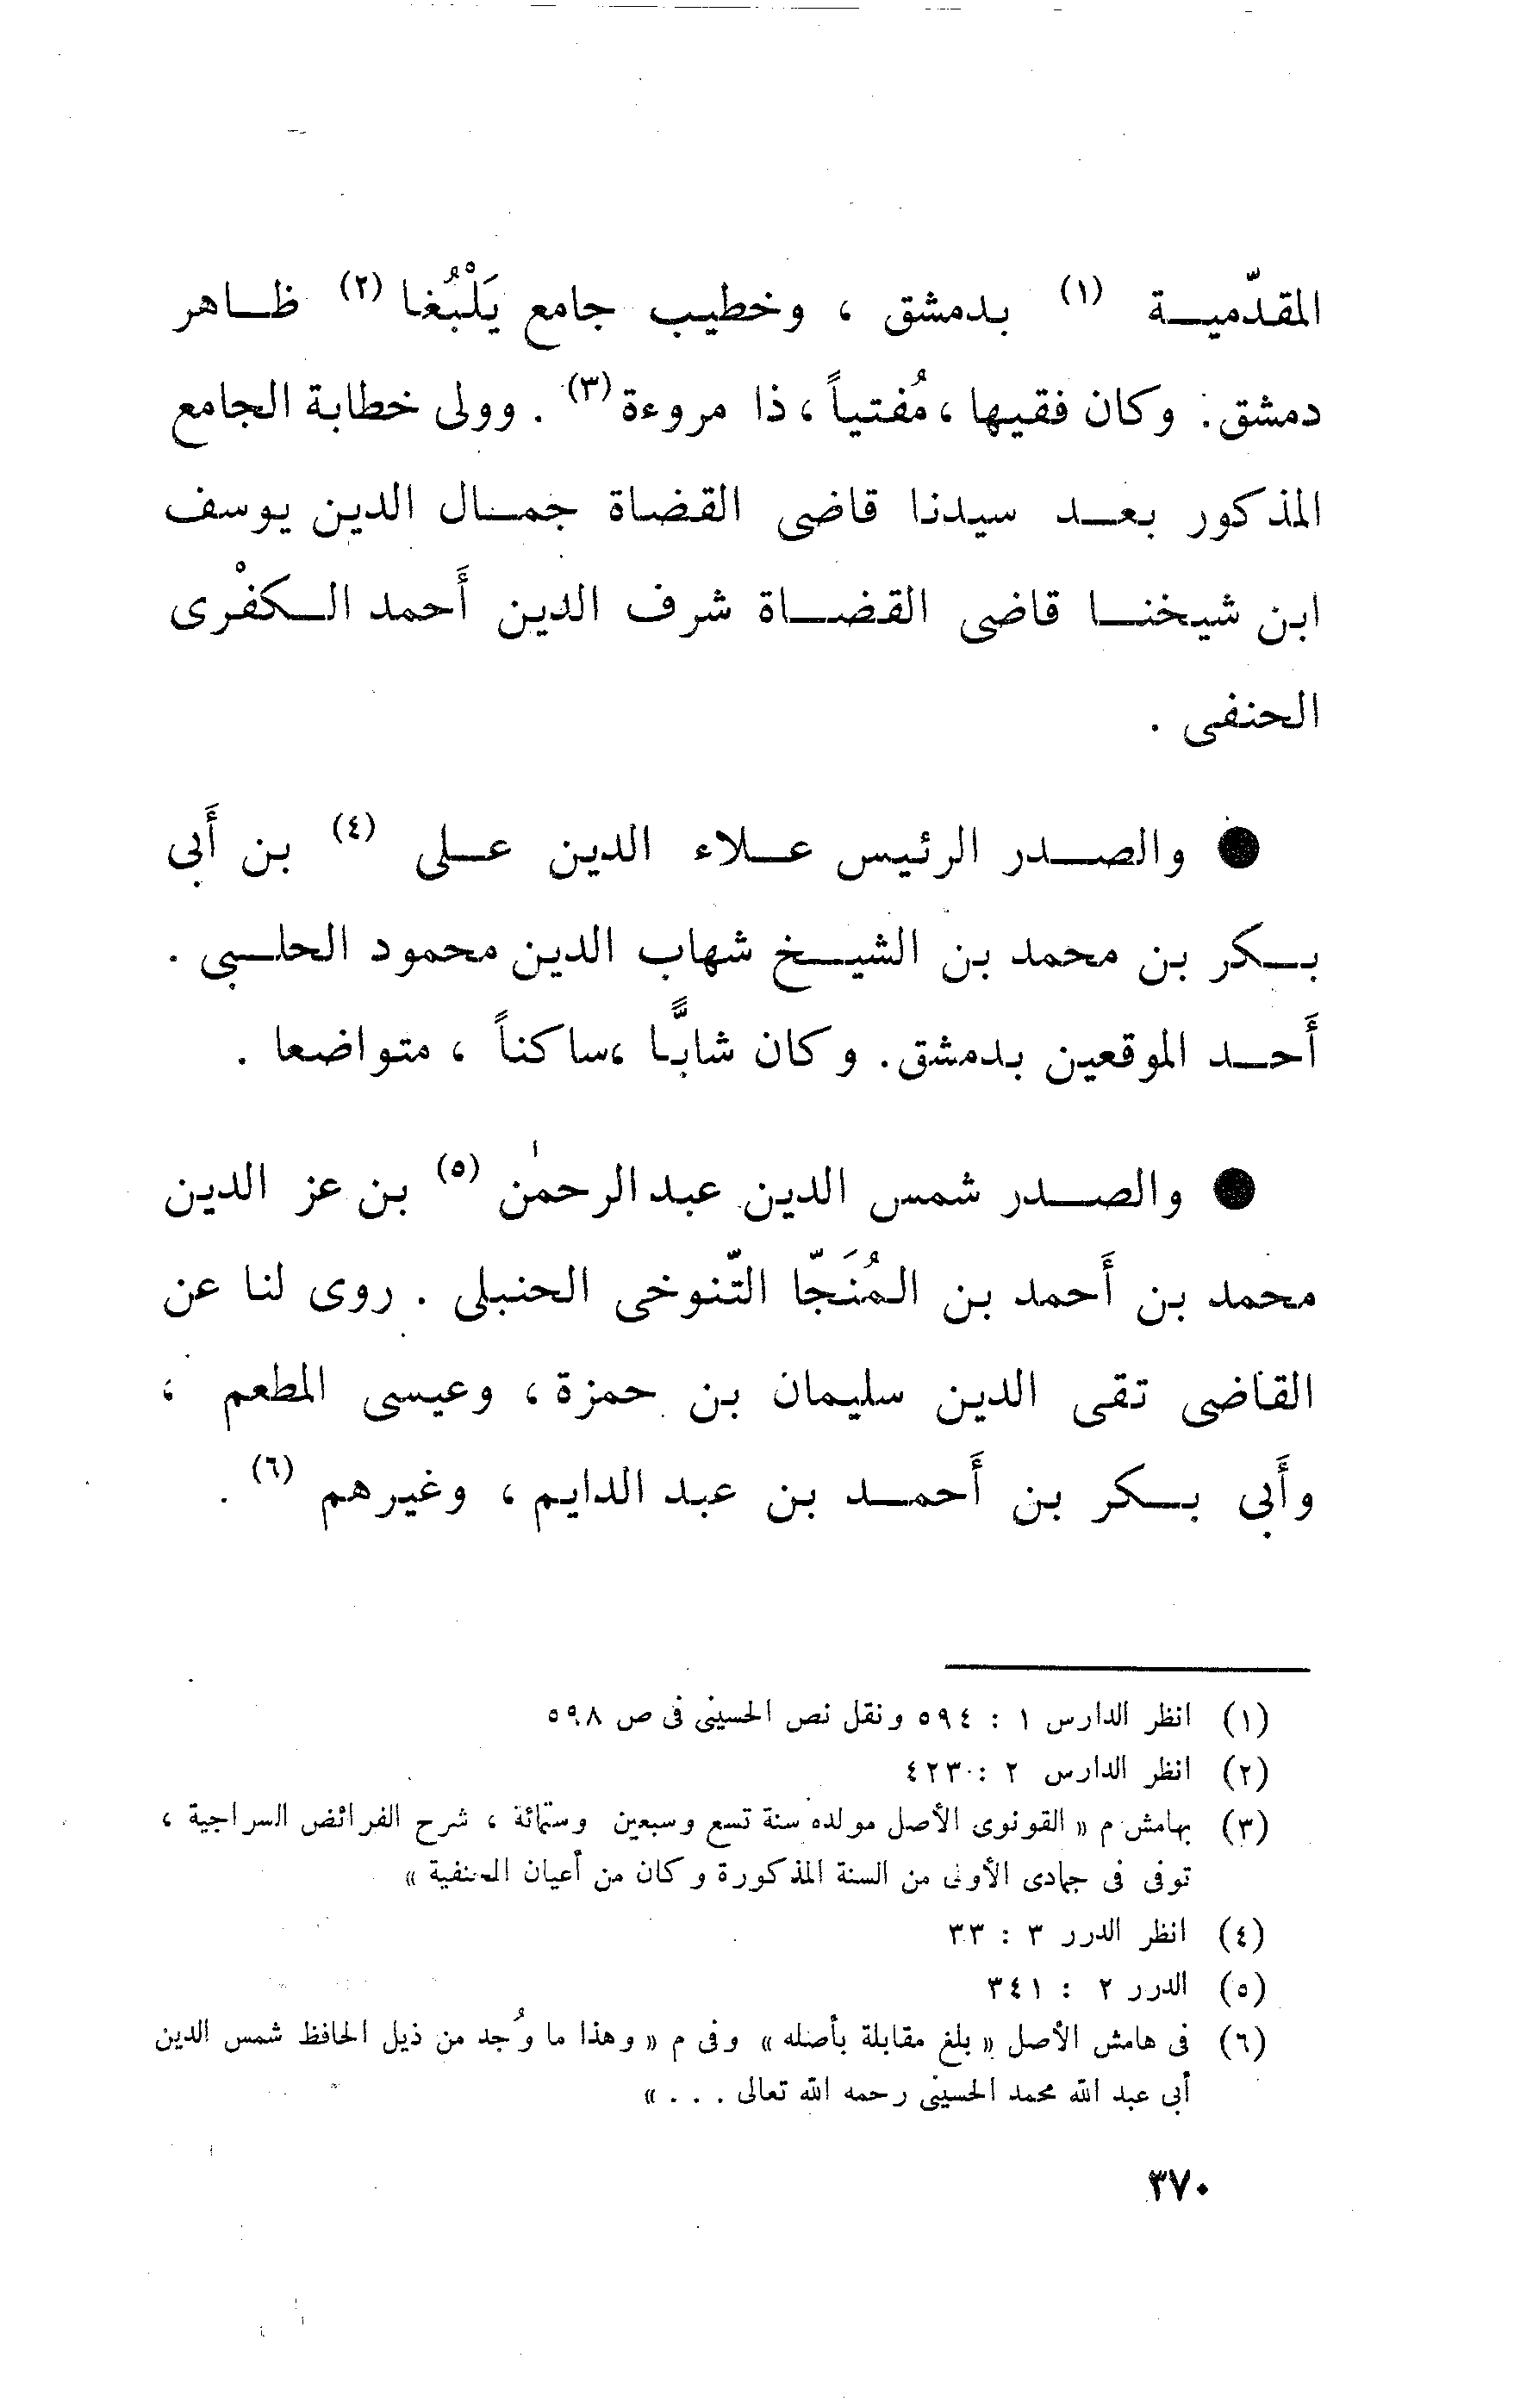 المقدّمية (١) بدمشق ، وخطيب جامع يَلْبُغا (٢) ظاهر
دمشق . وكان فقيها ، مُفتياً ، ذا مروءة (٣) . وولى خطابة الجامع
المذكور بعد سيدنا قاضى القضاة جمال الدين يوسف
ابن شيخنا قاضى القضاة شرف الدين أحمد الكفْرى
الحنفى .
● والصدر الرئيس علاء الدين على (٤) بن أبى
بكر بن محمد بن الشيخ شهاب الدين محمود الحلبى .
أحد الموقعين بدمشق . وكان شابًّا ، ساكناً ، متواضعا .
● والصدر شمس الدين عبد الرحمٰن (٥) بن عز الدين
محمد بن أحمد بن المُنَجّا التّنوخى الحنبلى . روى لنا عن
القاضى تقى الدين سليمان بن حمزة ، وعيسى المطعم ،
وأبى بكر بن أحمد بن عبد الدايم ، وغيرهم (٦) .
(١) انظر الدارس ١ : ٥٩٤ ونقل نص الحسينى فى ص ٥٩٨
(٢) انظر الدارس ٢ : ٤٢٣٠
(٣) بهامش م « القونوى الأصل مولده سنة تسع وسبعين وستمائة ، شرح الفرائض السراجية ،
توفى فى جمادى الأولى من السنة المذكورة وكان من أعيان الحنفية »
(٤) انظر الدرر ٣ : ٣٣
(٥) الدرر ٢ : ٣٤١
(٦) فى هامش الأصل « بلغ مقابلة بأصله » وفى م « وهذا ما وُجد من ذيل الحافظ شمس الدين
أبى عبد الله محمد الحسينى رحمه الله تعالى . . . »
٣٧٠